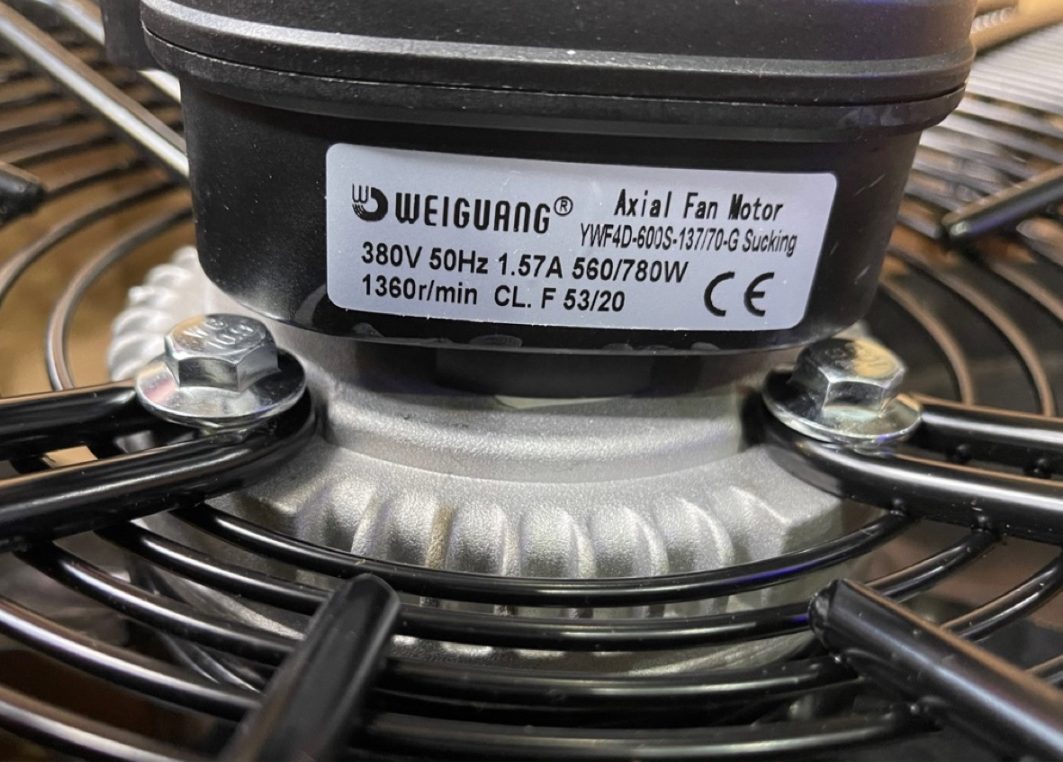 WEIGUANG® Axial Fan Motor
YWF4D-600S-137/70-G Sucking
380V 50Hz 1.57A 560/780W
1360r/min CL. F 53/20 CE